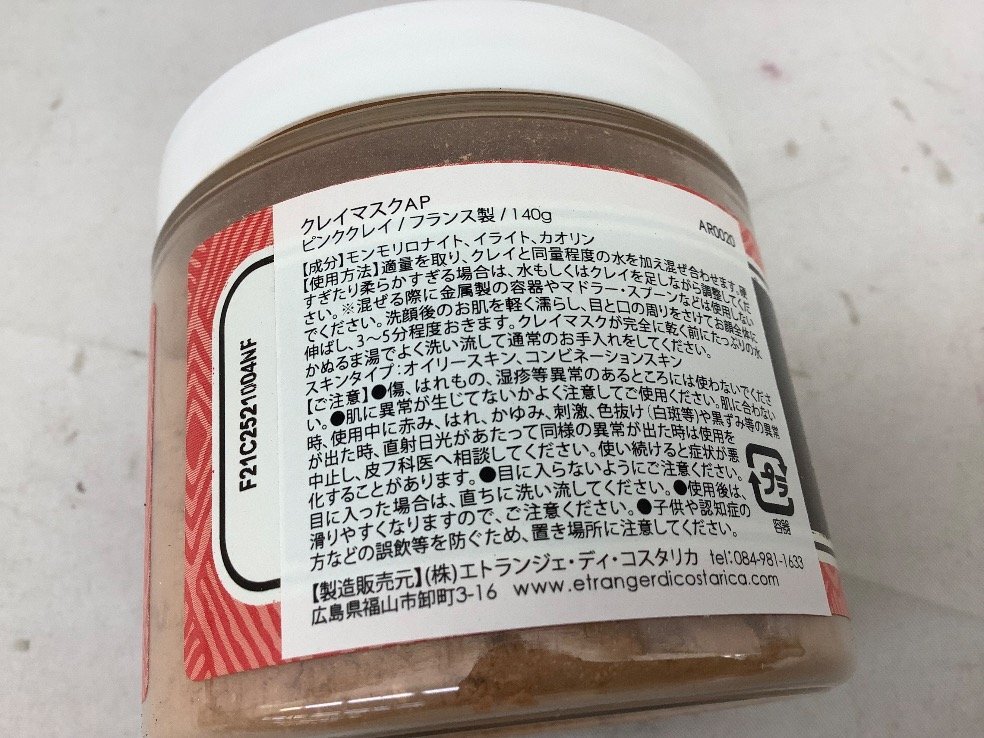 クレイマスクAP
ピンククレイ / フランス製 / 140g
AR0020
【成分】モンモリロナイト、イライト、カオリン
【使用方法】適量を取り、クレイと同量程度の水を加え混ぜ合わせます。硬
すぎたり柔らかすぎる場合は、水もしくはクレイを足しながら調整してくだ
さい。※混ぜる際に金属製の容器やマドラー・スプーンなどは使用しない
でください。洗顔後のお肌を軽く濡らし、目と口の周りをさけてお顔全体に
伸ばし、3〜5分程度おきます。クレイマスクが完全に乾く前にたっぷりの水
かぬるま湯でよく洗い流して通常のお手入れをしてください。
スキンタイプ：オイリースキン、コンビネーションスキン
【ご注意】●傷、はれもの、湿疹等異常のあるところには使わないでくださ
い。●肌に異常が生じてないかよく注意してご使用ください。肌に合わない
時、使用中に赤み、はれ、かゆみ、刺激、色抜け（白斑等）や黒ずみ等の異常
が出た時、直射日光があたって同様の異常が出た時は使用を
中止し、皮フ科医へ相談してください。使い続けると症状が悪
化することがあります。●目に入らないようにご注意ください。
目に入った場合は、直ちに洗い流してください。●使用後は、
滑りやすくなりますので、ご注意ください。●子供や認知症の
方などの誤飲等を防ぐため、置き場所に注意してください。
プラ
容器
【製造販売元】(株)エトランジェ・ディ・コスタリカ tel：084-981-1633
広島県福山市卸町3-16 www.etrangerdicostarica.com
F21C2521004NF